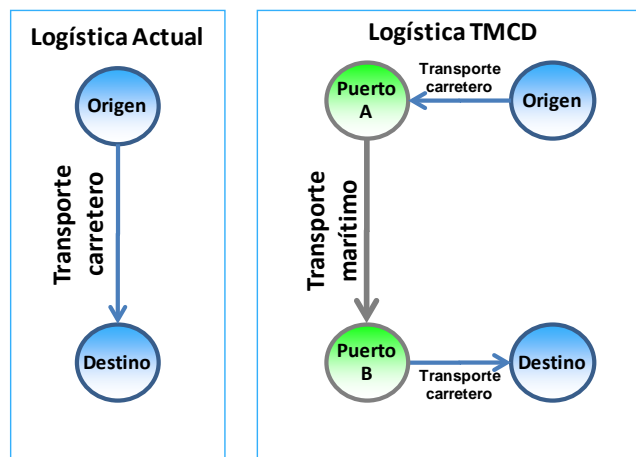 Logística Actual
Origen
Transporte
carretero
Destino
Logística TMCD
Puerto
A
Transporte
carretero
Origen
Transporte
marítimo
Puerto
B
Transporte
carretero
Destino